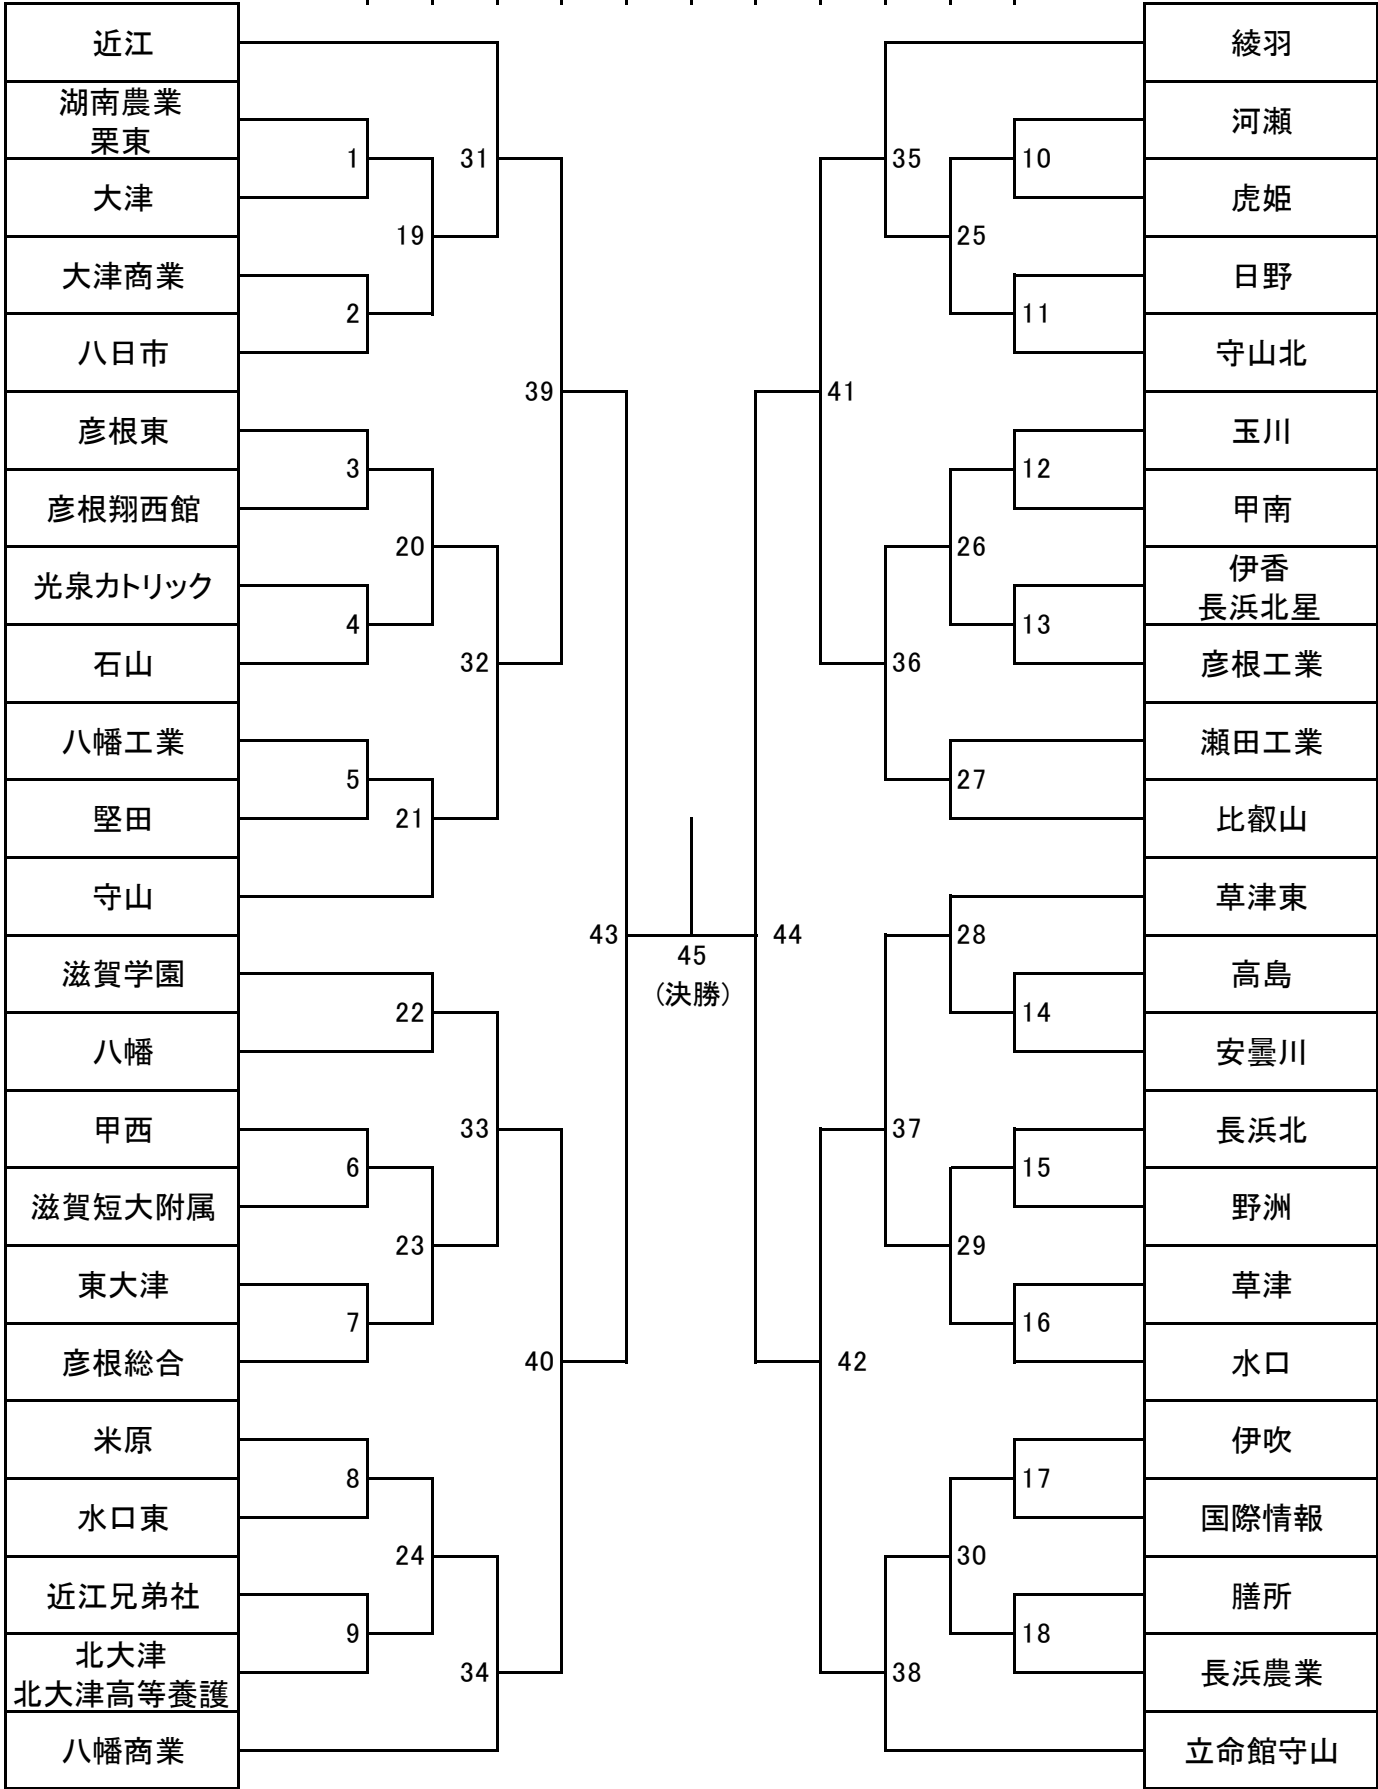 近江
湖南農業
栗東
大津
大津商業
八日市
彦根東
彦根翔西館
光泉カトリック
石山
八幡工業
堅田
守山
滋賀学園
八幡
甲西
滋賀短大附属
東大津
彦根総合
米原
水口東
近江兄弟社
北大津
北大津高等養護
八幡商業
1
2
3
4
5
6
7
8
9
19
20
21
22
23
24
31
32
33
34
39
40
43
45
(決勝)
44
41
42
35
36
37
38
25
26
27
28
29
30
10
11
12
13
14
15
16
17
18
綾羽
河瀬
虎姫
日野
守山北
玉川
甲南
伊香
長浜北星
彦根工業
瀬田工業
比叡山
草津東
高島
安曇川
長浜北
野洲
草津
水口
伊吹
国際情報
膳所
長浜農業
立命館守山